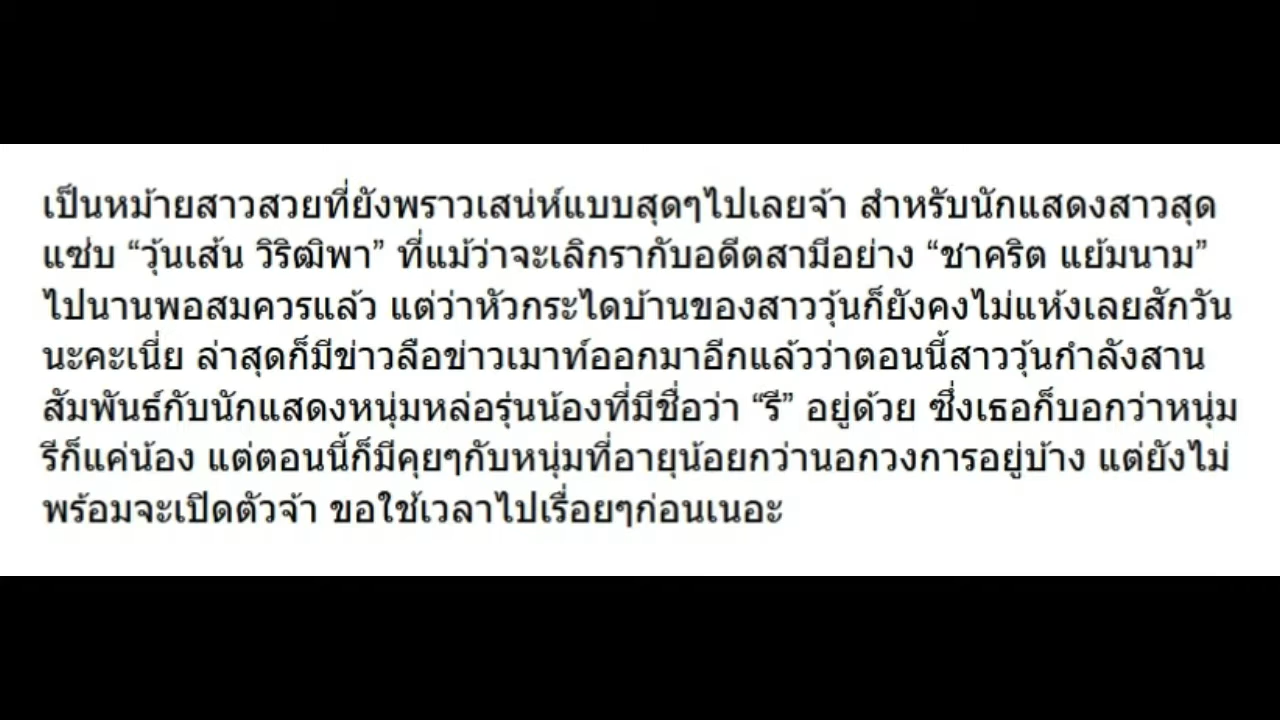 เป็นหม้ายสาวสวยที่ยังพราวเสน่ห์แบบสุดๆไปเลยจ้า สำหรับนักแสดงสาวสุด
แซ่บ “วุ้นเส้น วิริฒิพา” ที่แม้ว่าจะเลิกรากับอดีตสามีอย่าง “ชาคริต แย้มนาม”
ไปนานพอสมควรแล้ว แต่ว่าหัวกระไดบ้านของสาววุ้นก็ยังคงไม่แห้งเลยสักวัน
นะคะเนี่ย ล่าสุดก็มีข่าวลือข่าวเมาท์ออกมาอีกแล้วว่าตอนนี้สาววุ้นกำลังสาน
สัมพันธ์กับนักแสดงหนุ่มหล่อรุ่นน้องที่มีชื่อว่า “รี” อยู่ด้วย ซึ่งเธอก็บอกว่าหนุ่ม
รีก็แค่น้อง แต่ตอนนี้ก็มีคุยๆกับหนุ่มที่อายุน้อยกว่านอกวงการอยู่บ้าง แต่ยังไม่
พร้อมจะเปิดตัวจ้า ขอใช้เวลาไปเรื่อยๆก่อนเนอะ